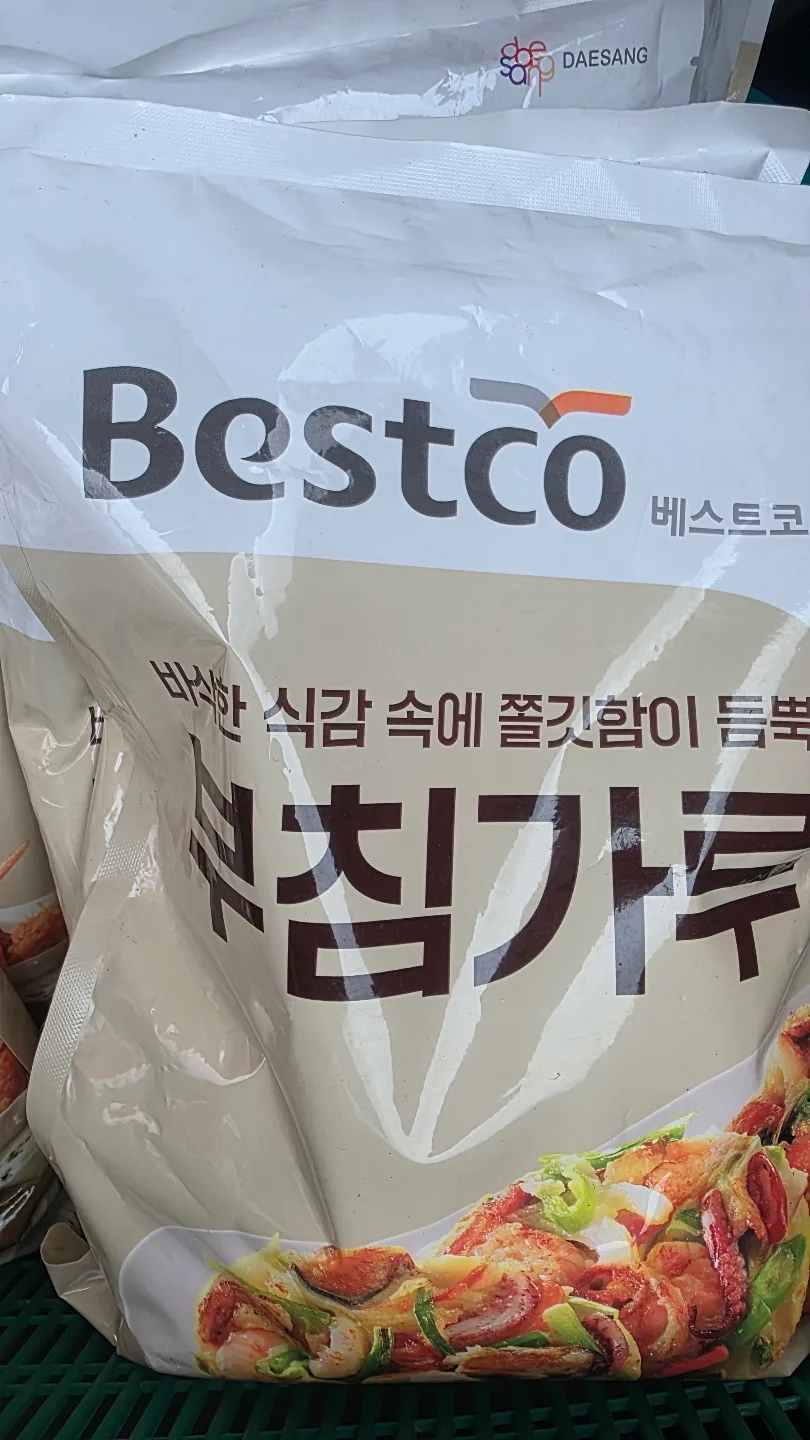 daesang DAESANG
Bestco
베스트코
바삭한 식감 속에 쫄깃함이 듬뿍
부침가루